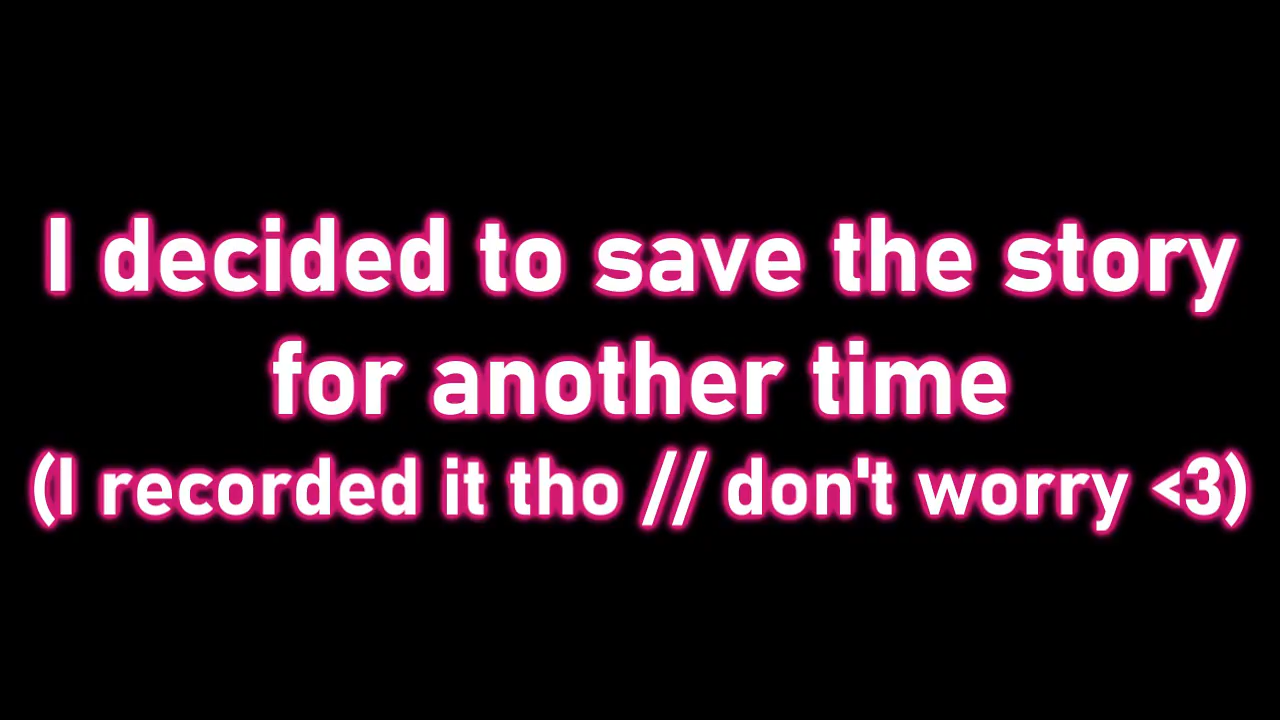 I decided to save the story
for another time
(I recorded it tho // don't worry <3)